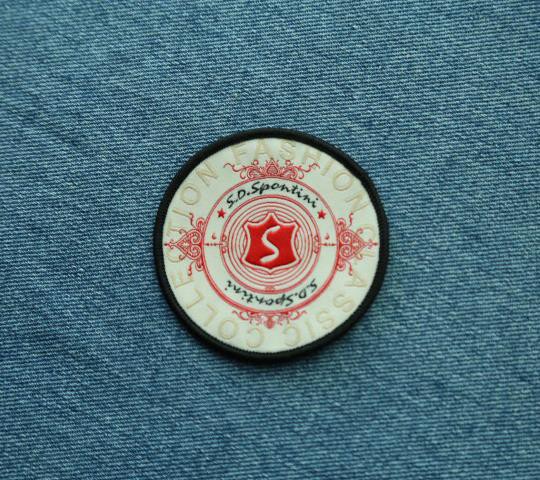 FASHION CLASSIC COLLECTION
S.D.Spontini
S
S.D.Spontini